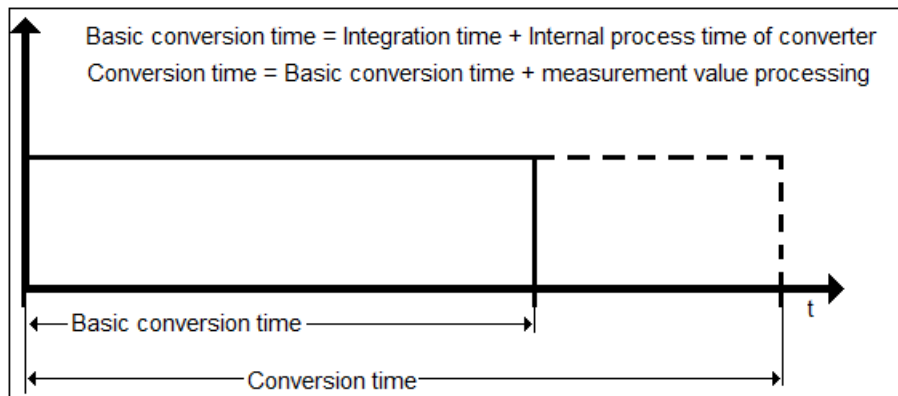 Basic conversion time = Integration time + Internal process time of converter
Conversion time = Basic conversion time + measurement value processing
t
Basic conversion time
Conversion time